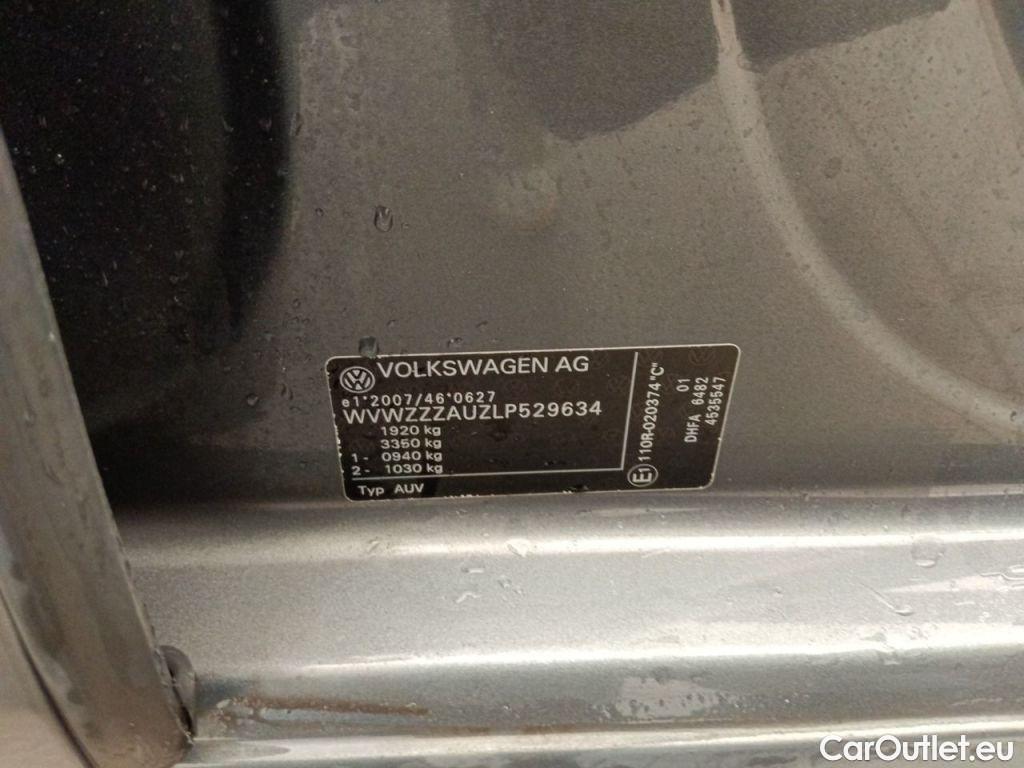 VOLKSWAGEN AG
e1*2007/46*0627
WVWZZZAUZLP529634
1920 kg
3350 kg
1 - 0940 kg
2 - 1030 kg
Typ AUV
E1 110R-020374 "C"
01
DHFA 6482
4535547
CarOutlet.eu